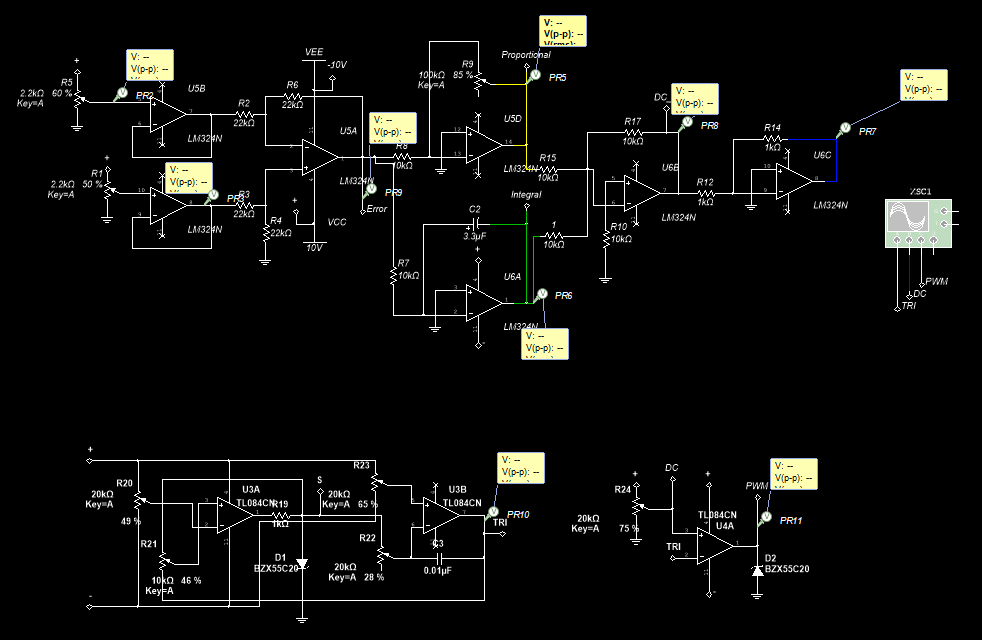 V: --
V(p-p): --
PR2
+
R5
60 %
2.2kΩ
Key=A
U5B
LM324N
R2
22kΩ
R6
22kΩ
VEE
-10V
U5A
LM324N
V: --
V(p-p): --
R1
50 %
2.2kΩ
Key=A
+
PR3
LM324N
R3
22kΩ
R4
22kΩ
+
VCC
10V
V: --
V(p-p): --
PR9
Error
R8
10kΩ
100kΩ
Key=A
R9
85 %
V: --
V(p-p): --
V(rms): --
Proportional
PR5
U5D
LM324N
R7
10kΩ
C2
3.3µF
+
Integral
U6A
LM324N
PR6
V: --
V(p-p): --
R15
10kΩ
1
10kΩ
R17
10kΩ
R10
10kΩ
DC
V: --
V(p-p): --
PR8
U6B
LM324N
R12
1kΩ
R14
1kΩ
U6C
LM324N
PR7
V: --
V(p-p): --
XSC1
PWM
DC
TRI
+
-
R20
20kΩ
Key=A
49 %
R21
10kΩ
Key=A
46 %
U3A
TL084CN
R19
1kΩ
S
D1
BZX55C20
R23
20kΩ
Key=A
65 %
R22
20kΩ
Key=A
28 %
U3B
TL084CN
C3
0.01µF
V: --
V(p-p): --
PR10
TRI
R24
20kΩ
Key=A
75 %
+
DC
+
TRI
TL084CN
U4A
-
PWM
V: --
V(p-p): --
PR11
D2
BZX55C20